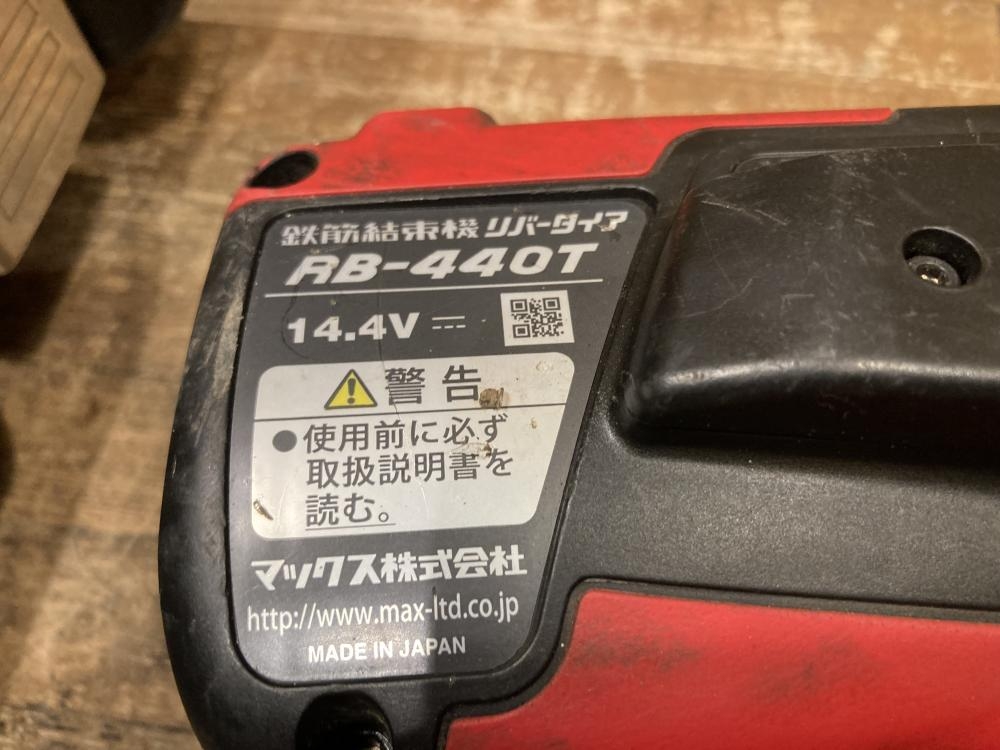 鉄筋結束機 リバータイア
RB-440T
14.4V
警告
●使用前に必ず
取扱説明書を
読む。
マックス株式会社
http://www.max-ltd.co.jp
MADE IN JAPAN